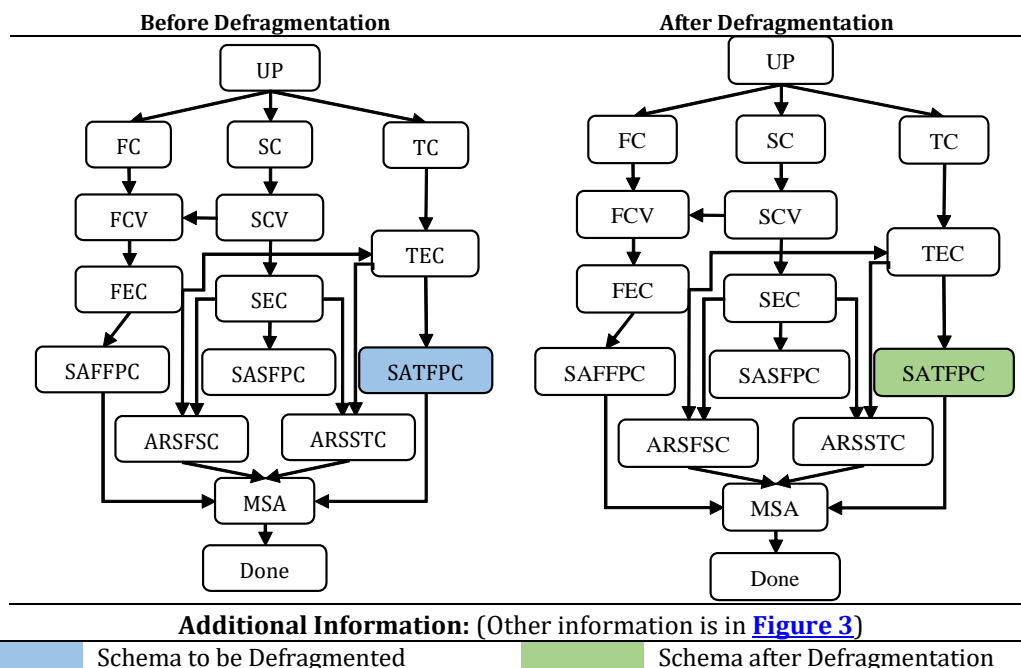 Before Defragmentation
After Defragmentation
UP
FC
SC
TC
FCV
SCV
TEC
FEC
SEC
SAFFPC
SASFPC
SATFPC
ARSFSC
ARSSTC
MSA
Done
UP
FC
SC
TC
FCV
SCV
TEC
FEC
SEC
SAFFPC
SASFPC
SATFPC
ARSFSC
ARSSTC
MSA
Done
Additional Information: (Other information is in Figure 3)
Schema to be Defragmented
Schema after Defragmentation